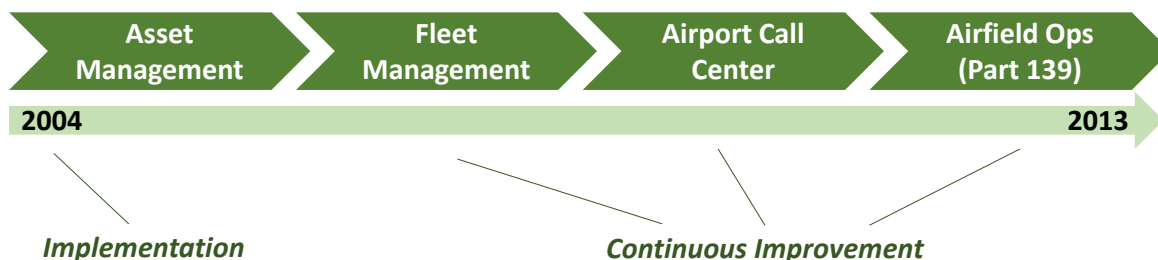 Asset
Management
Fleet
Management
Airport Call
Center
Airfield Ops
(Part 139)
2004
2013
Implementation
Continuous Improvement